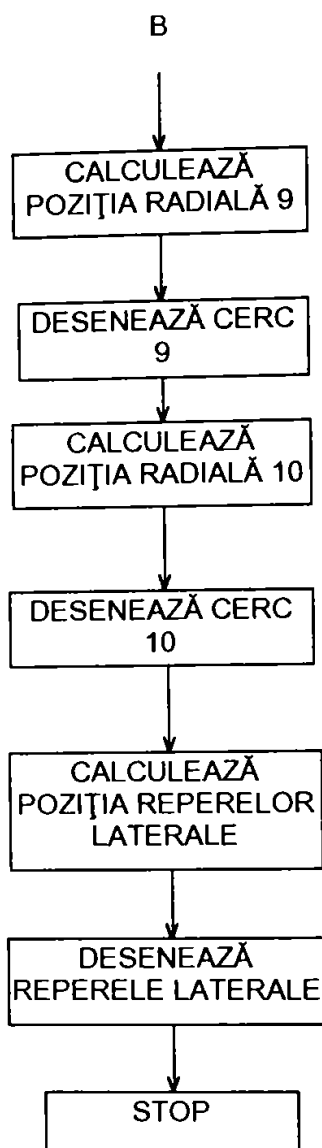 B
CALCULEAZĂ
POZIŢIA RADIALĂ 9
DESENEAZĂ CERC
9
CALCULEAZĂ
POZIŢIA RADIALĂ 10
DESENEAZĂ CERC
10
CALCULEAZĂ
POZIŢIA REPERELOR
LATERALE
DESENEAZĂ
REPERELE LATERALE
STOP